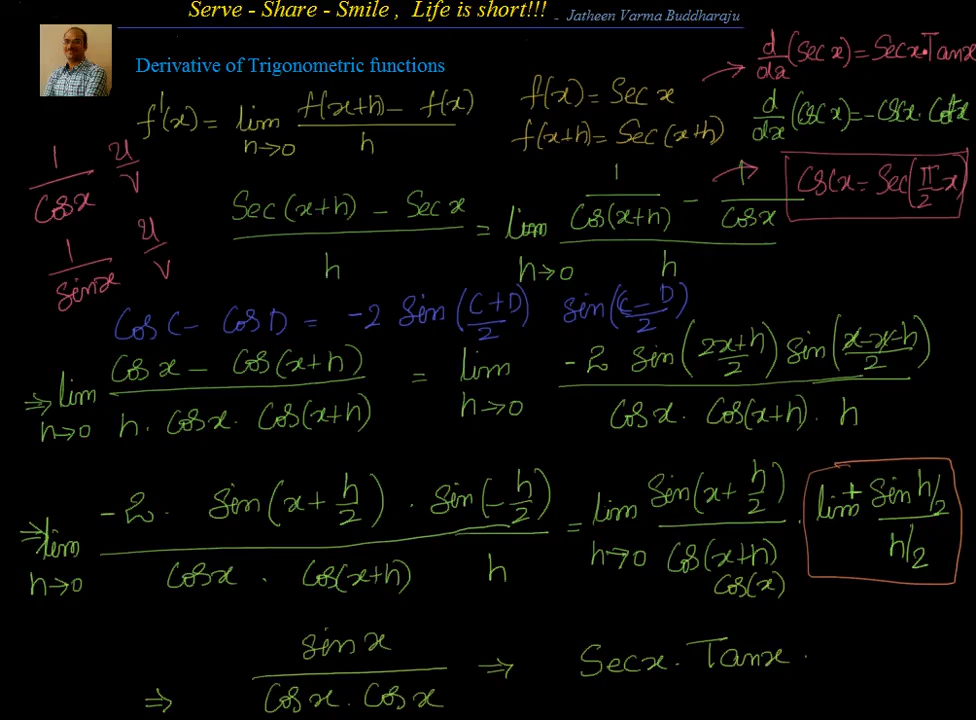 Serve - Share - Smile , Life is short!!! - Jatheen Varma Buddharaju
Derivative of Trigonometric functions
d/dx (Sec x) = Sec x · Tan x
f'(x) = lim n→0 (f(x+h) − f(x)) / h
f(x) = Sec x
f(x+h) = Sec (x+h)
d/dx (Csc x) = − Csc x · Cot x
1/Cos x u/v
1/Sin x u/v
(Sec (x+h) − Sec x) / h = lim h→0 (1/Cos(x+h) − 1/Cos x) / h
Csc x = Sec(π/2 − x)
Cos C − Cos D = −2 Sin((C+D)/2) Sin((C−D)/2)
⇒ lim h→0 (Cos x − Cos(x+h)) / (h · Cos x · Cos(x+h)) = lim h→0 (−2 Sin((2x+h)/2) Sin((x−x−h)/2)) / (Cos x · Cos(x+h) · h)
⇒ lim h→0 (−2 · Sin(x + h/2) · Sin(−h/2)) / (Cos x · Cos(x+h) h) = lim h→0 Sin(x + h/2) / (Cos(x+h) Cos(x)) · lim + (Sin h/2) / (h/2)
⇒ Sin x / (Cos x · Cos x) ⇒ Sec x · Tan x .